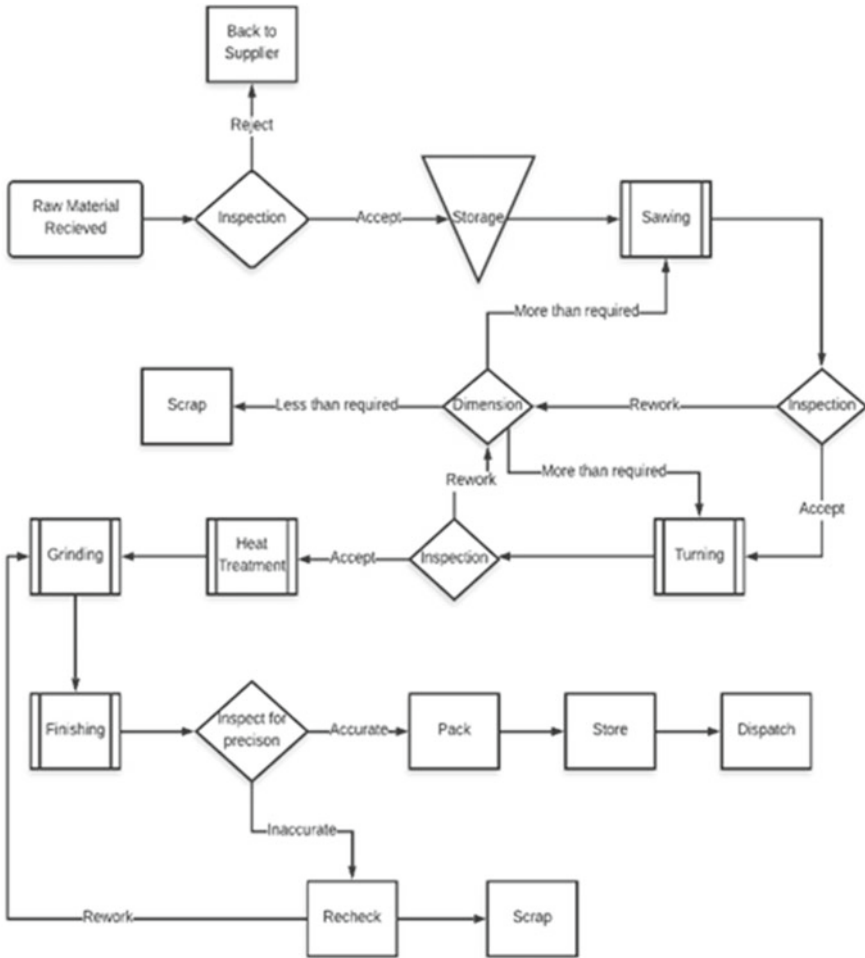 Back to
Supplier
Reject
Raw Material
Recieved
Inspection
Accept
Storage
Sawing
More than required
Scrap
Less than required
Dimension
Rework
Inspection
Rework
More than required
Accept
Grinding
Heat
Treatment
Accept
Inspection
Turning
Finishing
Inspect for
precison
Accurate
Pack
Store
Dispatch
Inaccurate
Rework
Recheck
Scrap